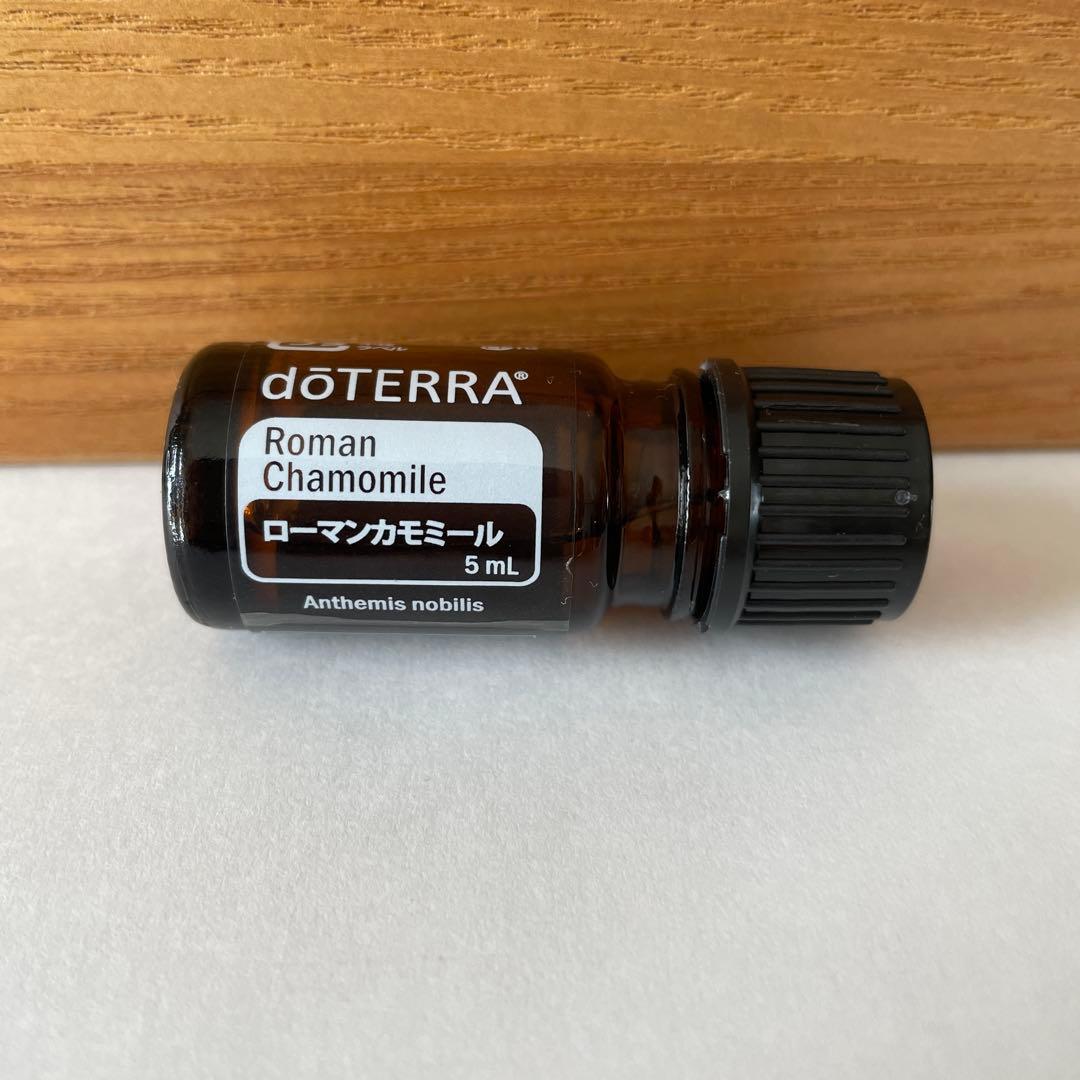 dōTERRA®
Roman
Chamomile
ローマンカモミール
5 mL
Anthemis nobilis